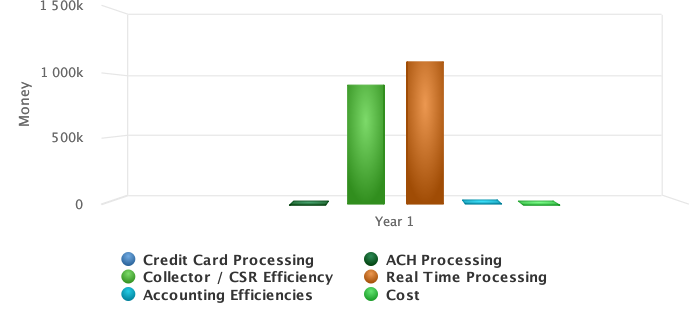 1 500k
1 000k
500k
0
Money
Year 1
Credit Card Processing
ACH Processing
Collector / CSR Efficiency
Real Time Processing
Accounting Efficiencies
Cost